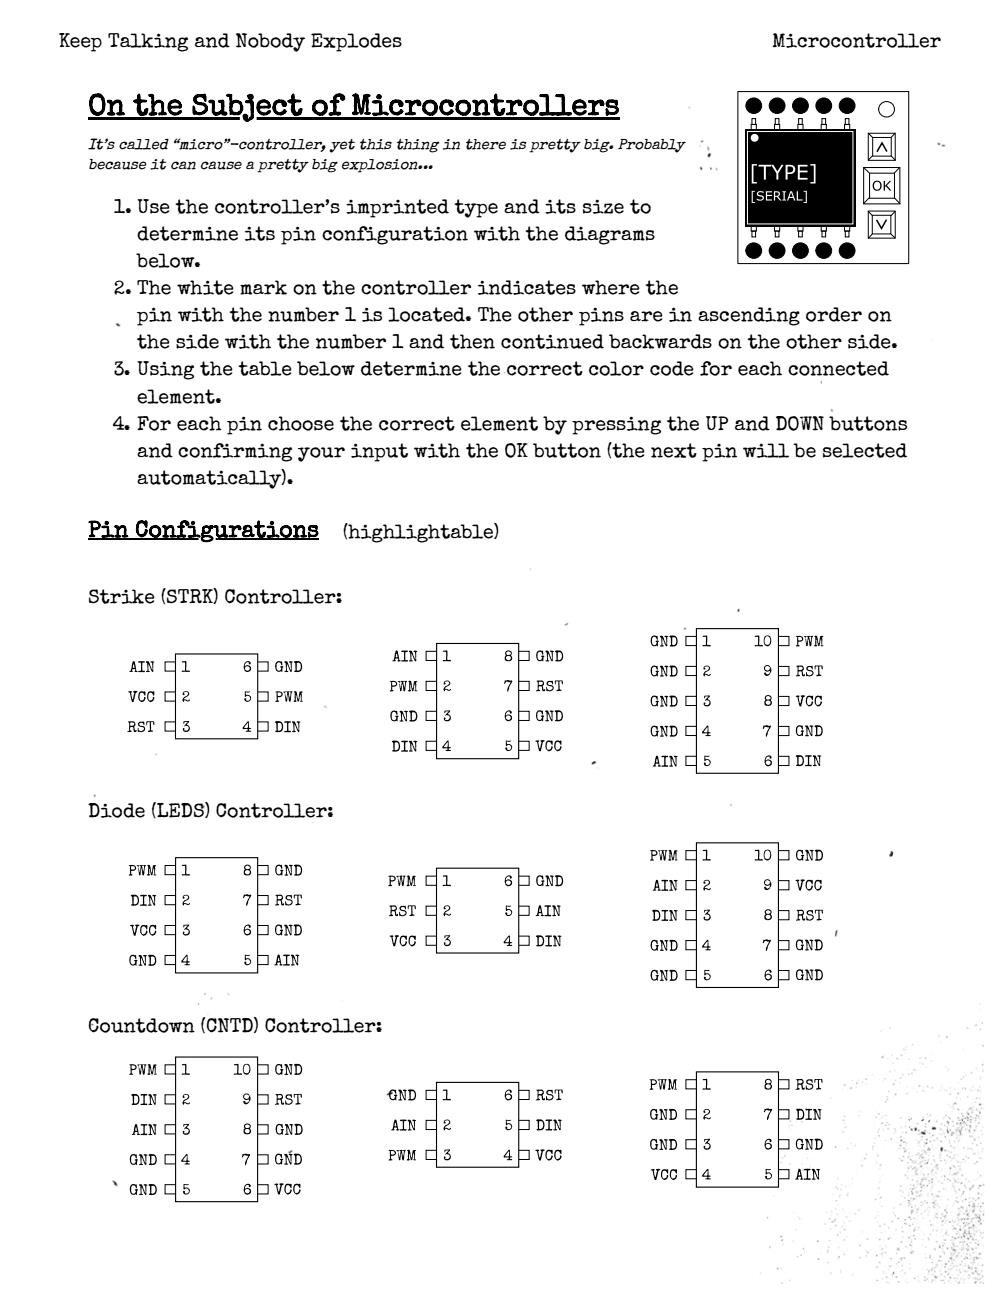 Keep Talking and Nobody Explodes Microcontroller
On the Subject of Microcontrollers
It's called "micro"-controller, yet this thing in there is pretty big. Probably
because it can cause a pretty big explosion...
[TYPE]
[SERIAL]
OK
1. Use the controller's imprinted type and its size to
determine its pin configuration with the diagrams
below.
2. The white mark on the controller indicates where the
pin with the number 1 is located. The other pins are in ascending order on
the side with the number 1 and then continued backwards on the other side.
3. Using the table below determine the correct color code for each connected
element.
4. For each pin choose the correct element by pressing the UP and DOWN buttons
and confirming your input with the OK button (the next pin will be selected
automatically).
Pin Configurations (highlightable)
Strike (STRK) Controller:
AIN 1 6 GND
VCC 2 5 PWM
RST 3 4 DIN
AIN 1 8 GND
PWM 2 7 RST
GND 3 6 GND
DIN 4 5 VCC
GND 1 10 PWM
GND 2 9 RST
GND 3 8 VCC
GND 4 7 GND
AIN 5 6 DIN
Diode (LEDS) Controller:
PWM 1 8 GND
DIN 2 7 RST
VCC 3 6 GND
GND 4 5 AIN
PWM 1 6 GND
RST 2 5 AIN
VCC 3 4 DIN
PWM 1 10 GND
AIN 2 9 VCC
DIN 3 8 RST
GND 4 7 GND
GND 5 6 GND
Countdown (CNTD) Controller:
PWM 1 10 GND
DIN 2 9 RST
AIN 3 8 GND
GND 4 7 GND
GND 5 6 VCC
GND 1 6 RST
AIN 2 5 DIN
PWM 3 4 VCC
PWM 1 8 RST
GND 2 7 DIN
GND 3 6 GND
VCC 4 5 AIN